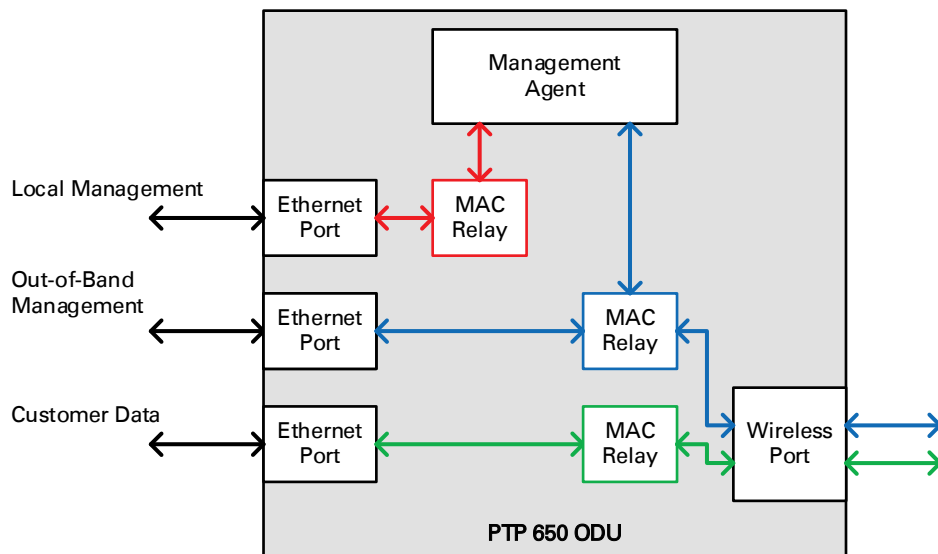 Management
Agent
Local Management
Ethernet
Port
MAC
Relay
Out-of-Band
Management
Ethernet
Port
MAC
Relay
Customer Data
Ethernet
Port
MAC
Relay
Wireless
Port
PTP 650 ODU